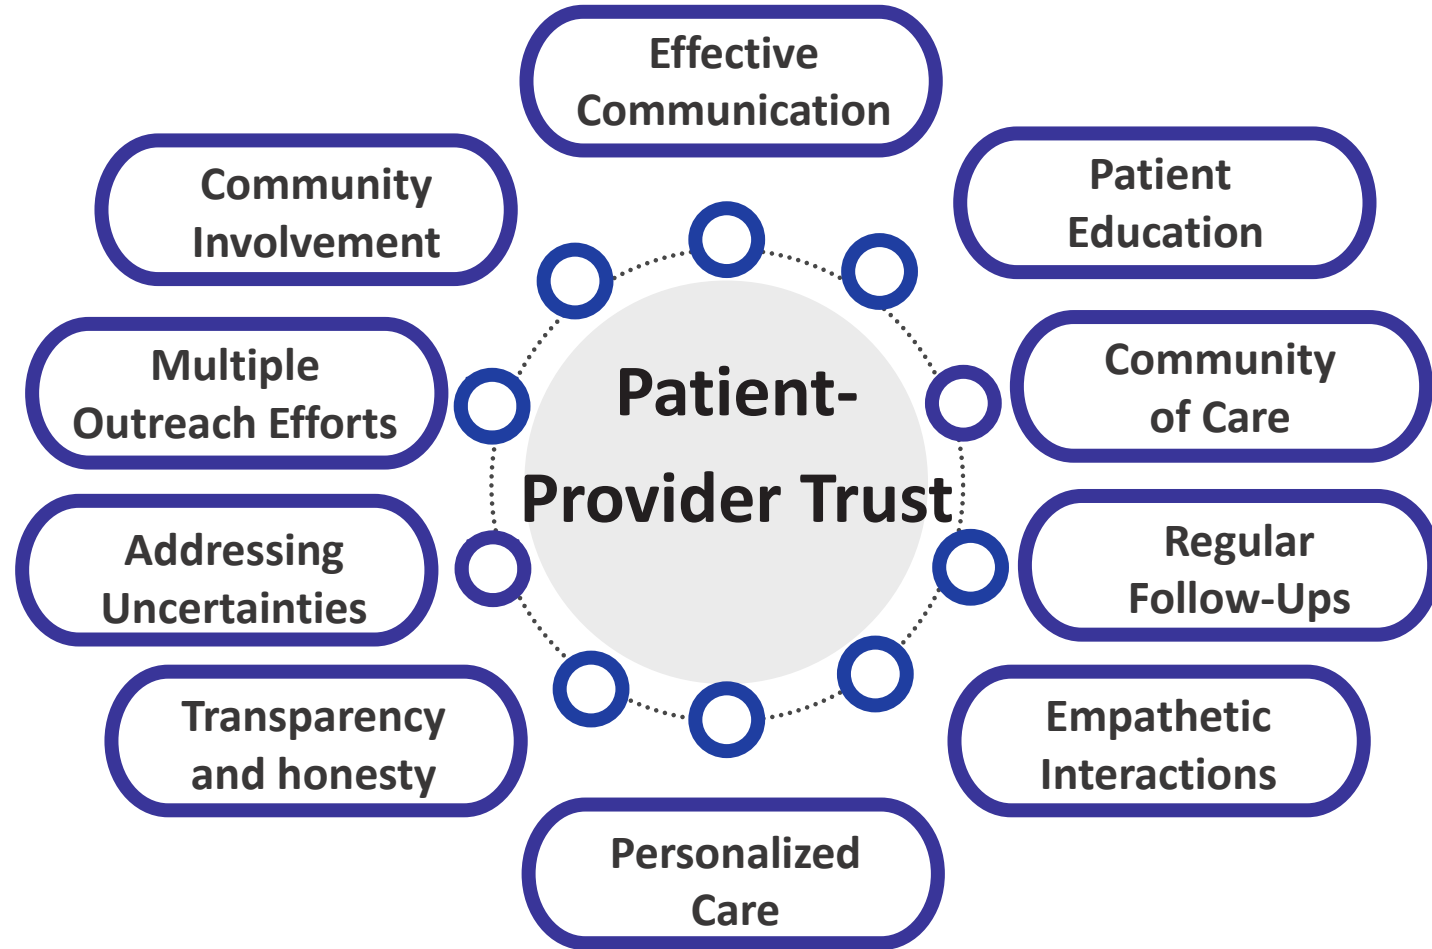 Effective
Communication
Patient
Education
Community
of Care
Regular
Follow-Ups
Empathetic
Interactions
Personalized
Care
Transparency
and honesty
Addressing
Uncertainties
Multiple
Outreach Efforts
Community
Involvement
Patient-
Provider Trust